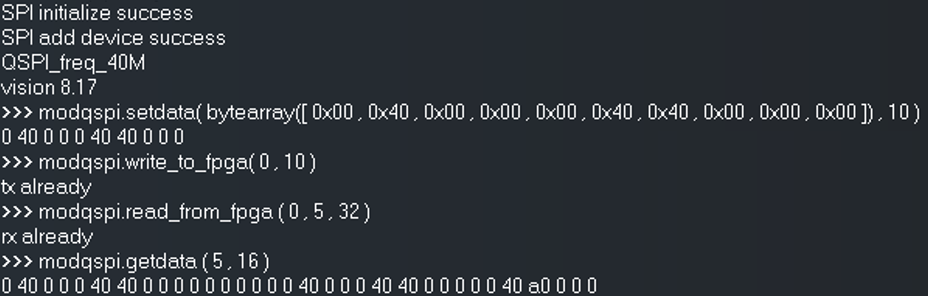 SPI initialize success
SPI add device success
QSPI_freq_40M
vision 8.17
>>> modqspi.setdata( bytearray([ 0x00 , 0x40 , 0x00 , 0x00 , 0x00 , 0x40 , 0x40 , 0x00 , 0x00 , 0x00 ]) , 10 )
0 40 0 0 0 40 40 0 0 0
>>> modqspi.write_to_fpga( 0 , 10 )
tx already
>>> modqspi.read_from_fpga ( 0 , 5 , 32 )
rx already
>>> modqspi.getdata ( 5 , 16 )
0 40 0 0 0 40 40 0 0 0 0 0 0 0 0 0 0 0 40 0 0 0 40 40 0 0 0 0 0 0 40 a0 0 0 0